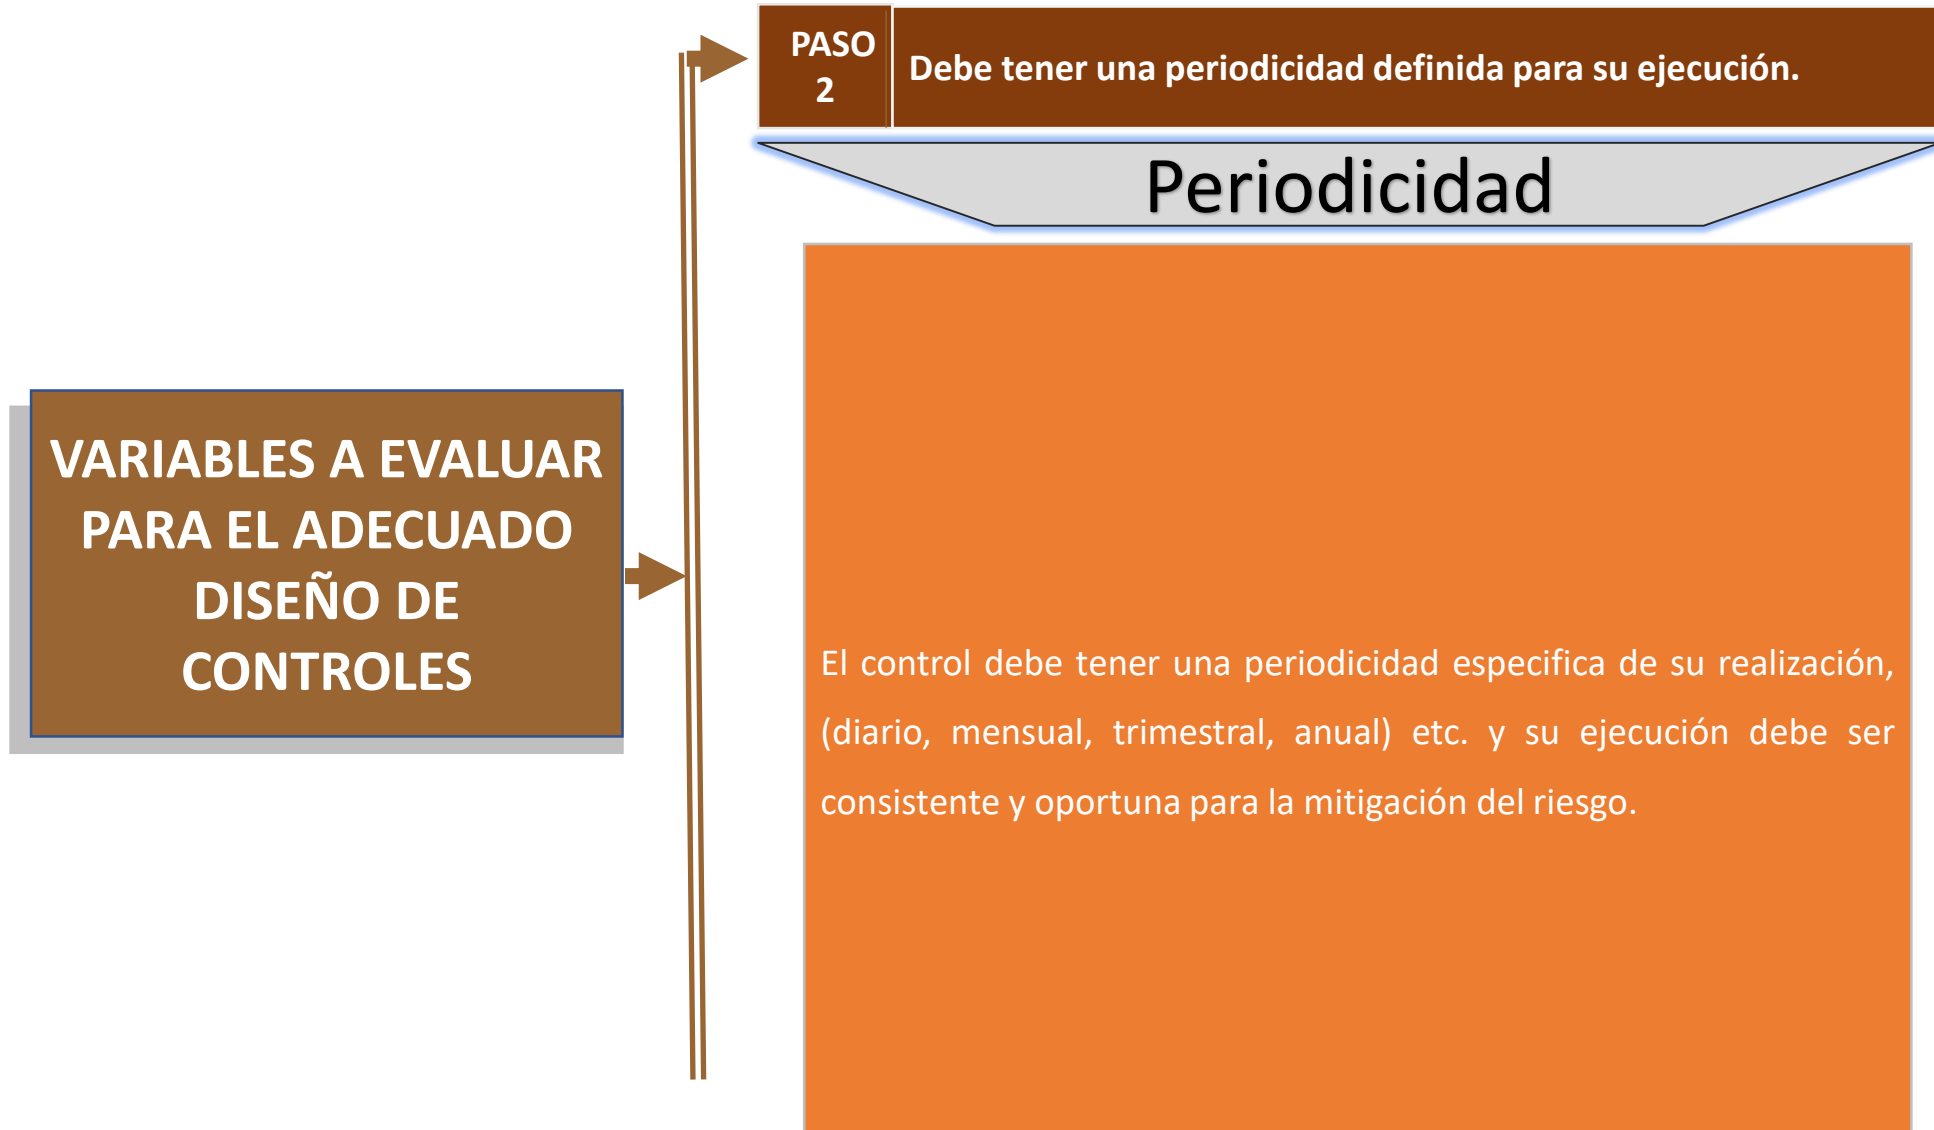 PASO
2
Debe tener una periodicidad definida para su ejecución.
Periodicidad
VARIABLES A EVALUAR
PARA EL ADECUADO
DISEÑO DE
CONTROLES
El control debe tener una periodicidad especifica de su realización,
(diario, mensual, trimestral, anual) etc. y su ejecución debe ser
consistente y oportuna para la mitigación del riesgo.